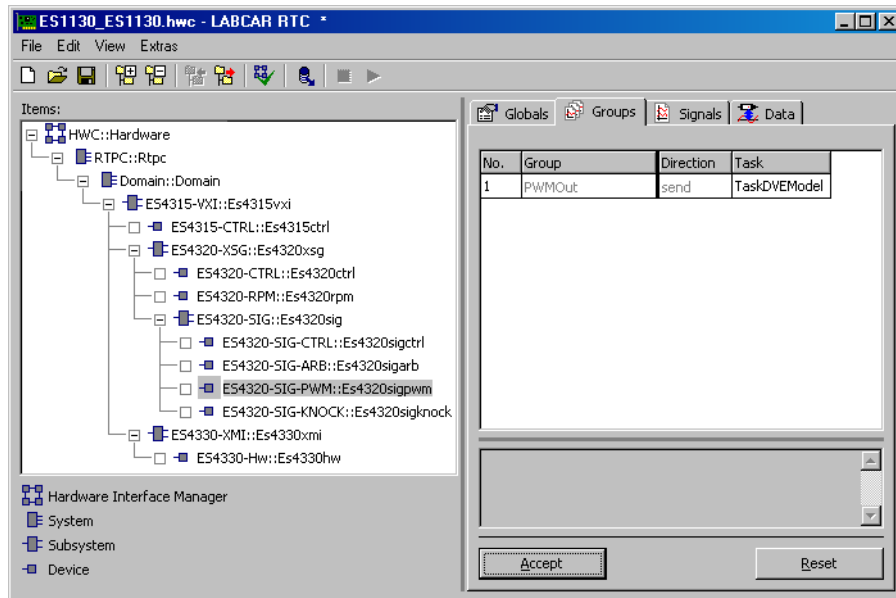 ES1130_ES1130.hwc - LABCAR RTC *
File Edit View Extras
Items:
HWC::Hardware
RTPC::Rtpc
Domain::Domain
ES4315-VXI::Es4315vxi
ES4315-CTRL::Es4315ctrl
ES4320-XSG::Es4320xsg
ES4320-CTRL::Es4320ctrl
ES4320-RPM::Es4320rpm
ES4320-SIG::Es4320sig
ES4320-SIG-CTRL::Es4320sigctrl
ES4320-SIG-ARB::Es4320sigarb
ES4320-SIG-PWM::Es4320sigpwm
ES4320-SIG-KNOCK::Es4320sigknock
ES4330-XMI::Es4330xmi
ES4330-Hw::Es4330hw
Hardware Interface Manager
System
Subsystem
Device
Globals Groups Signals Data
No. Group Direction Task
1 PWMOut send TaskDVEModel
Accept Reset